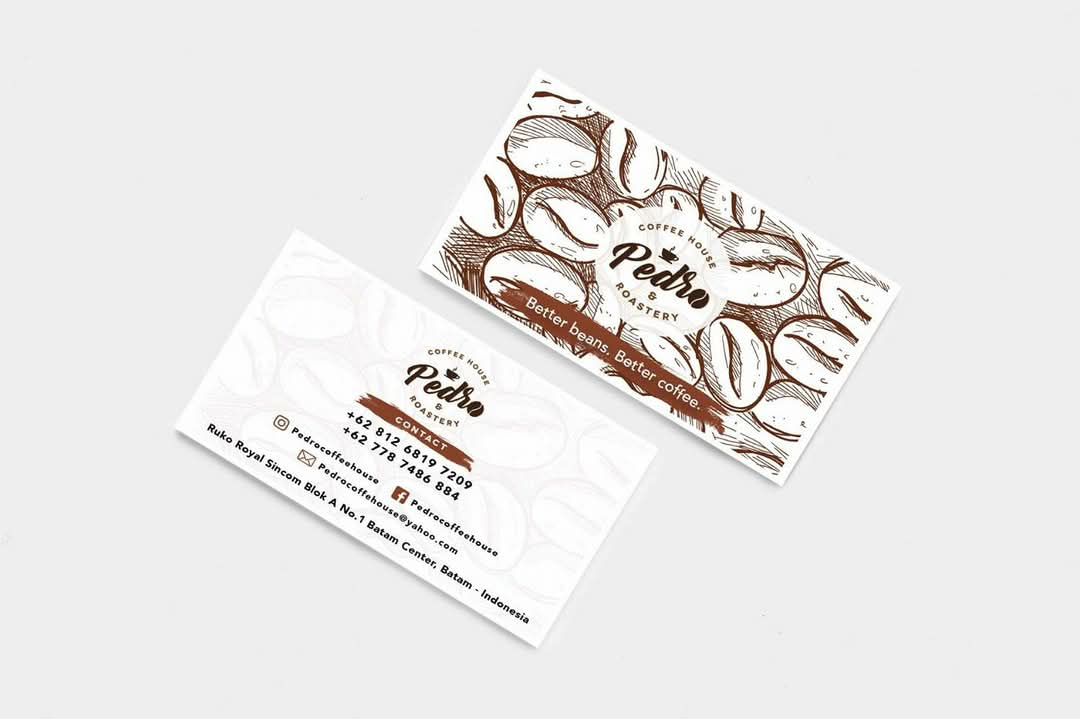 COFFEE HOUSE
Pedro
&
ROASTERY
Better beans. Better coffee.
COFFEE HOUSE
Pedro
&
ROASTERY
CONTACT
+62 812 6819 7209
+62 778 7486 884
Pedrocoffeehouse
Pedrocoffeehouse
Pedrocoffehouse@yahoo.com
Ruko Royal Sincom Blok A No.1 Batam Center, Batam - Indonesia